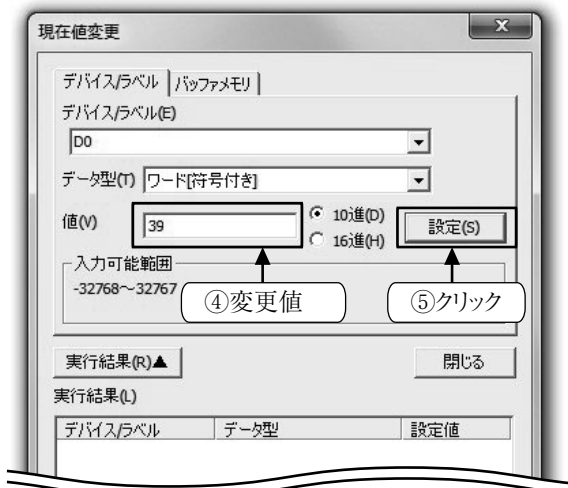 現在値変更
デバイス/ラベル バッファメモリ
デバイス/ラベル(E)
D0
データ型(T) ワード[符号付き]
値(V) 39 10進(D) 設定(S)
16進(H)
入力可能範囲
-32768～32767
④変更値 ⑤クリック
実行結果(R)▲ 閉じる
実行結果(L)
デバイス/ラベル データ型 設定値